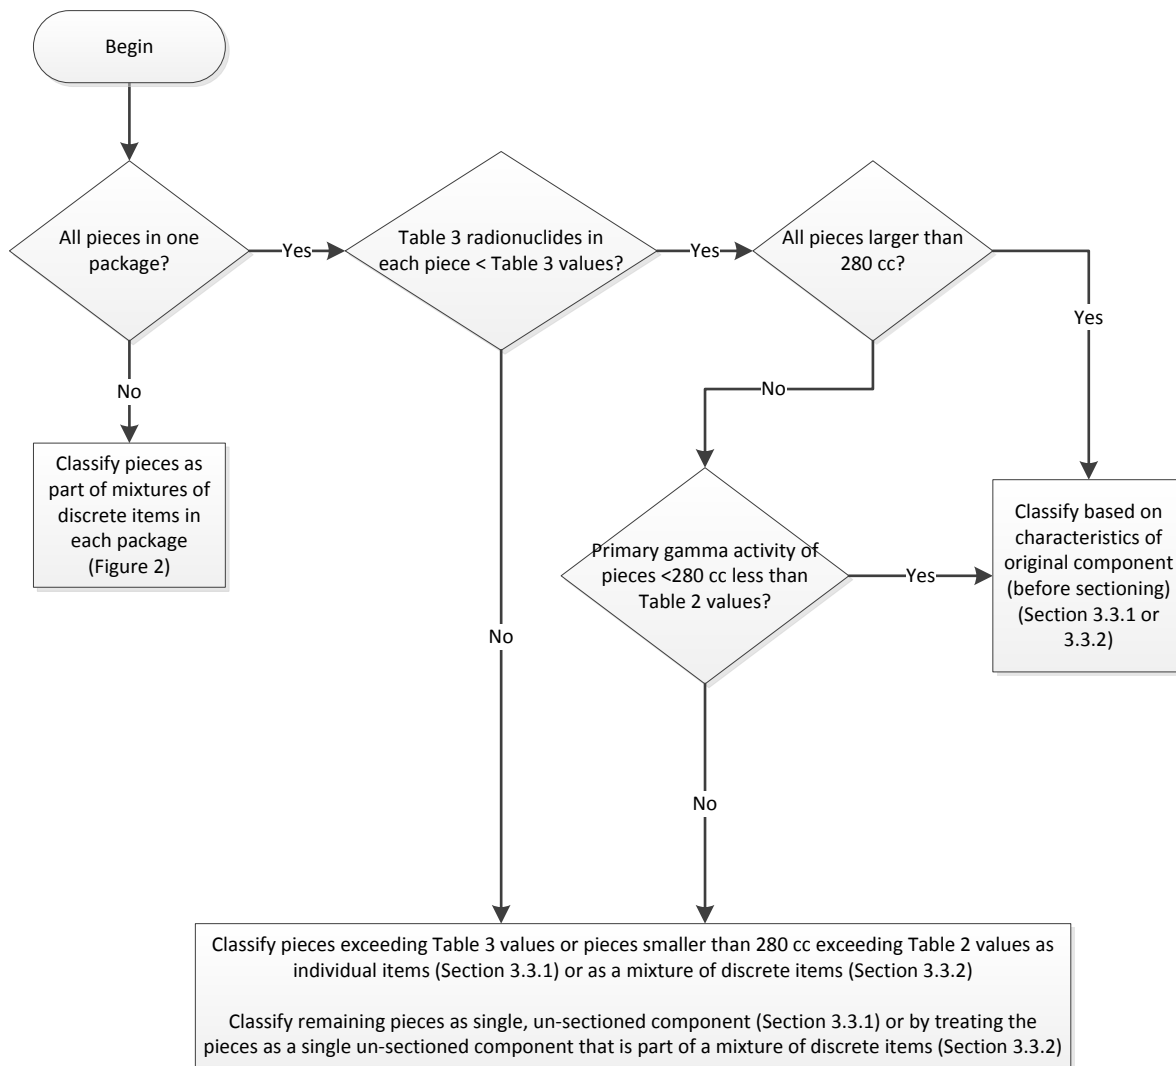 Begin
All pieces in one
package?
Yes
Table 3 radionuclides in
each piece < Table 3 values?
Yes
All pieces larger than
280 cc?
Yes
No
No
Classify pieces as
part of mixtures of
discrete items in
each package
(Figure 2)
Primary gamma activity of
pieces <280 cc less than
Table 2 values?
Yes
Classify based on
characteristics of
original component
(before sectioning)
(Section 3.3.1 or
3.3.2)
No
No
Classify pieces exceeding Table 3 values or pieces smaller than 280 cc exceeding Table 2 values as
individual items (Section 3.3.1) or as a mixture of discrete items (Section 3.3.2)
Classify remaining pieces as single, un-sectioned component (Section 3.3.1) or by treating the
pieces as a single un-sectioned component that is part of a mixture of discrete items (Section 3.3.2)